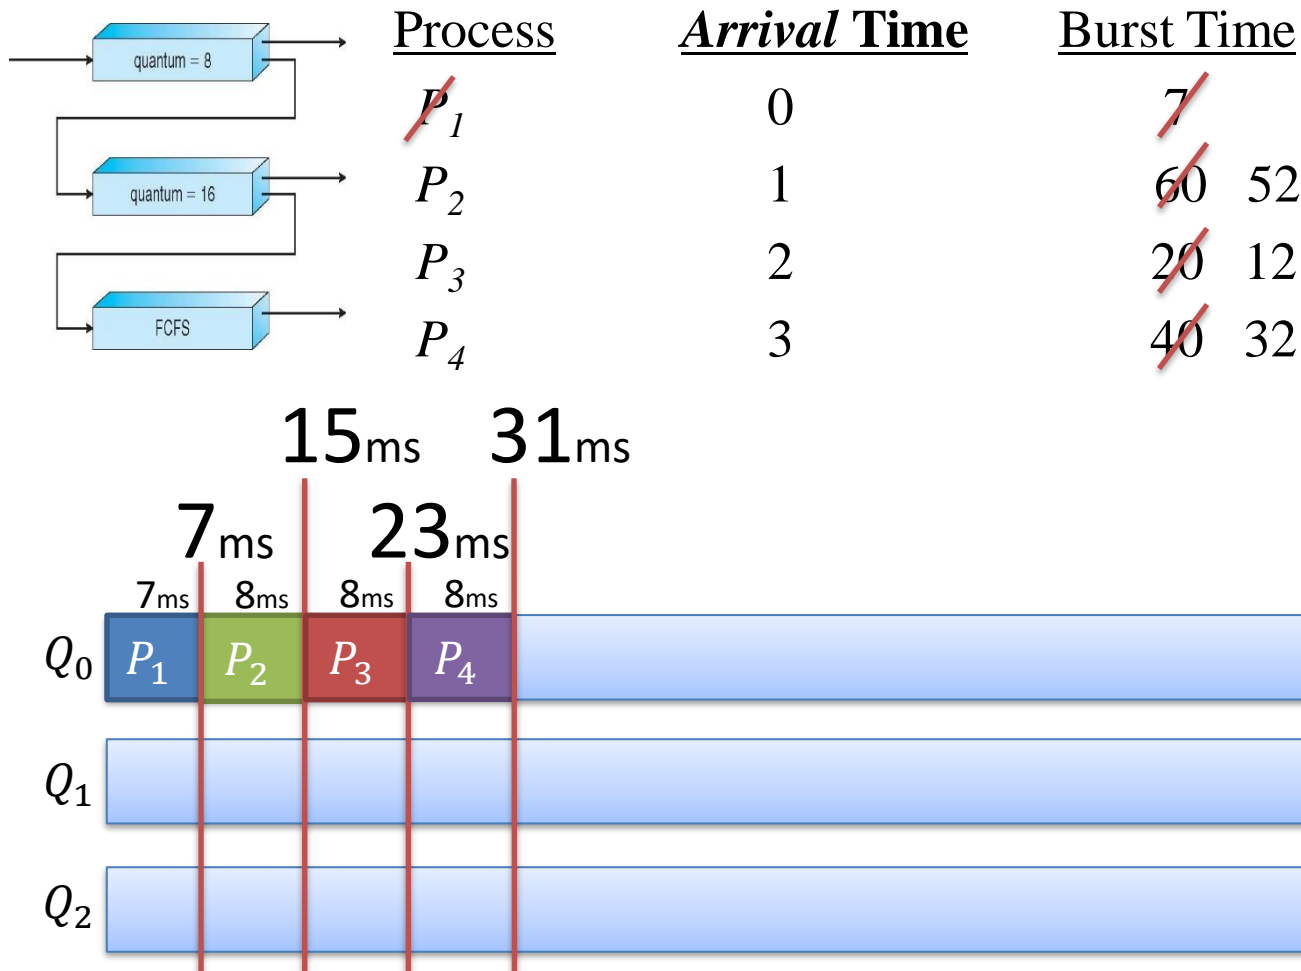 quantum = 8
quantum = 16
FCFS
Process Arrival Time Burst Time
P1 0 7
P2 1 60 52
P3 2 20 12
P4 3 40 32
15ms 31ms
7ms 23ms
7ms 8ms 8ms 8ms
Q0 P1 P2 P3 P4
Q1
Q2